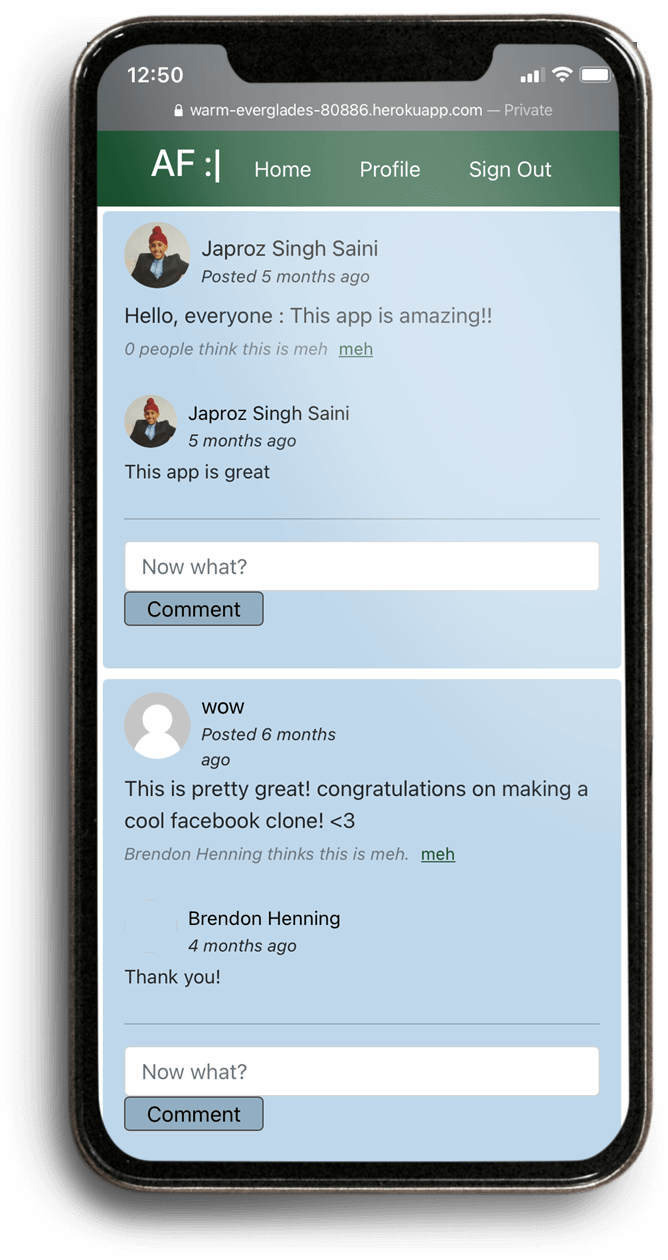 12:50
warm-everglades-80886.herokuapp.com — Private
AF :| Home Profile Sign Out
Japroz Singh Saini
Posted 5 months ago
Hello, everyone : This app is amazing!!
0 people think this is meh meh
Japroz Singh Saini
5 months ago
This app is great
Now what?
Comment
wow
Posted 6 months
ago
This is pretty great! congratulations on making a
cool facebook clone! <3
Brendon Henning thinks this is meh. meh
Brendon Henning
4 months ago
Thank you!
Now what?
Comment